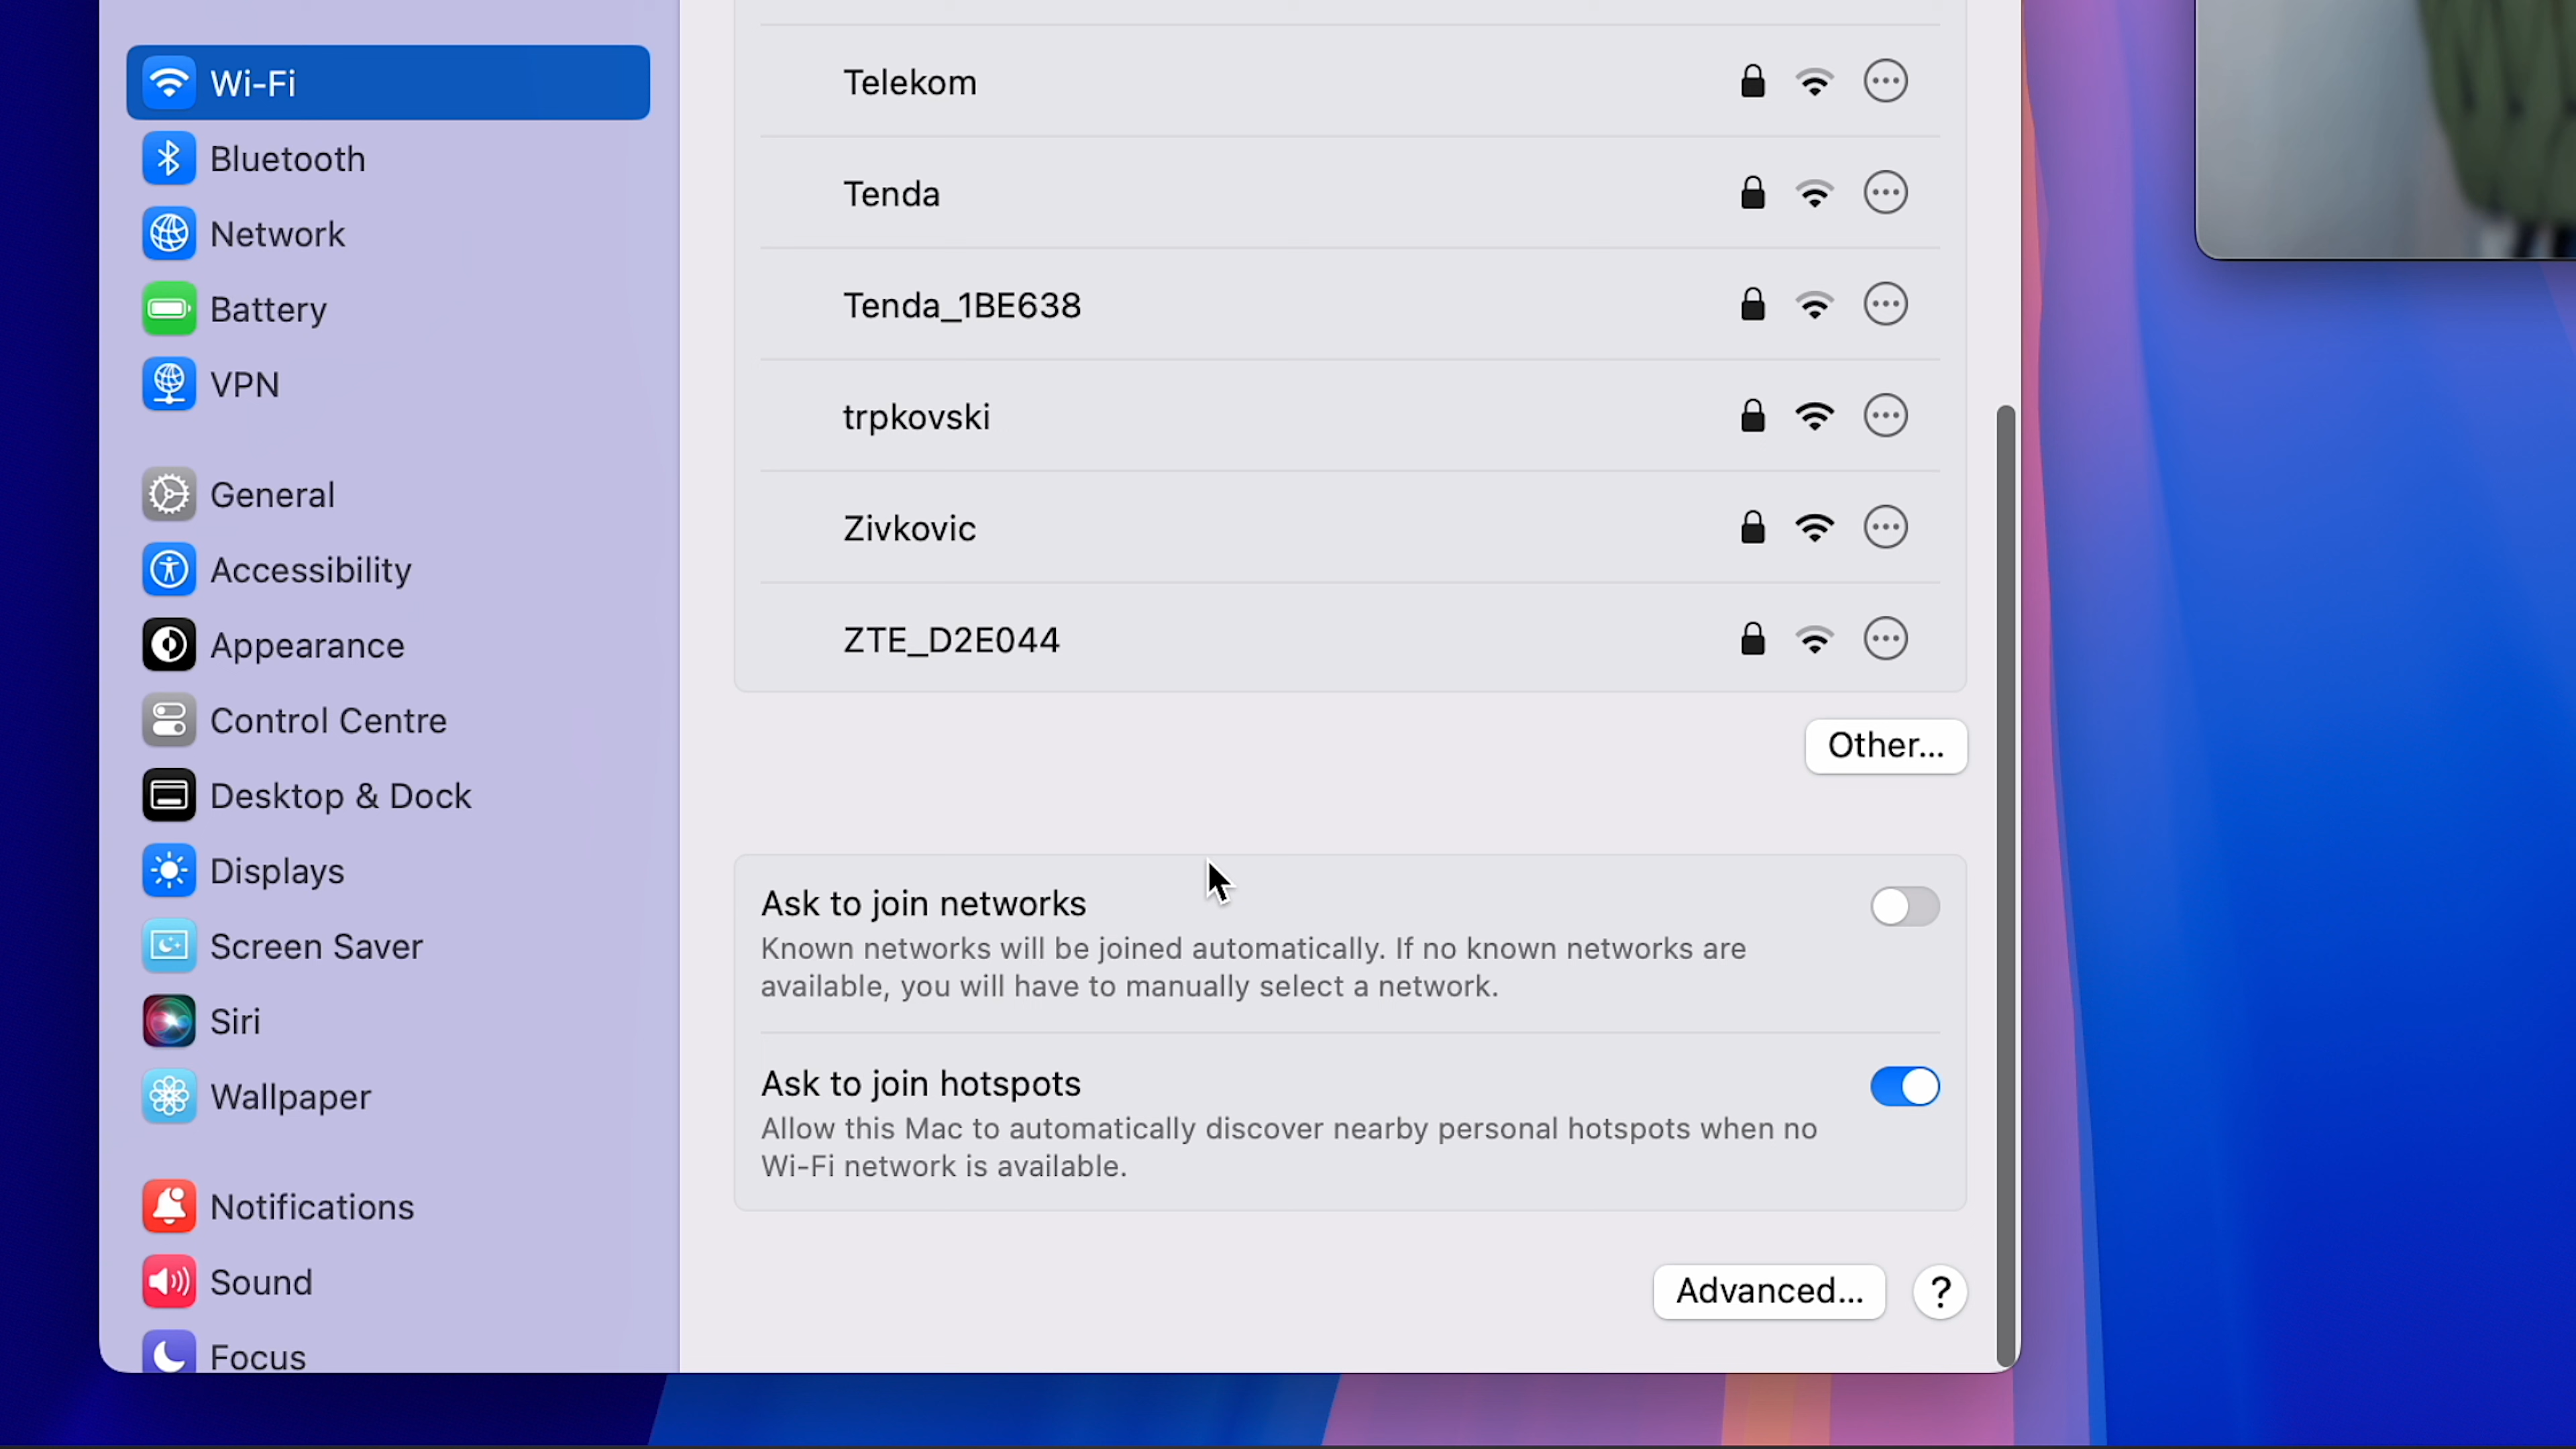 Wi-Fi
Bluetooth
Network
Battery
VPN
General
Accessibility
Appearance
Control Centre
Desktop & Dock
Displays
Screen Saver
Siri
Wallpaper
Notifications
Sound
Focus
Telekom
Tenda
Tenda_1BE638
trpkovski
Zivkovic
ZTE_D2E044
Other...
Ask to join networks
Known networks will be joined automatically. If no known networks are
available, you will have to manually select a network.
Ask to join hotspots
Allow this Mac to automatically discover nearby personal hotspots when no
Wi-Fi network is available.
Advanced...
?